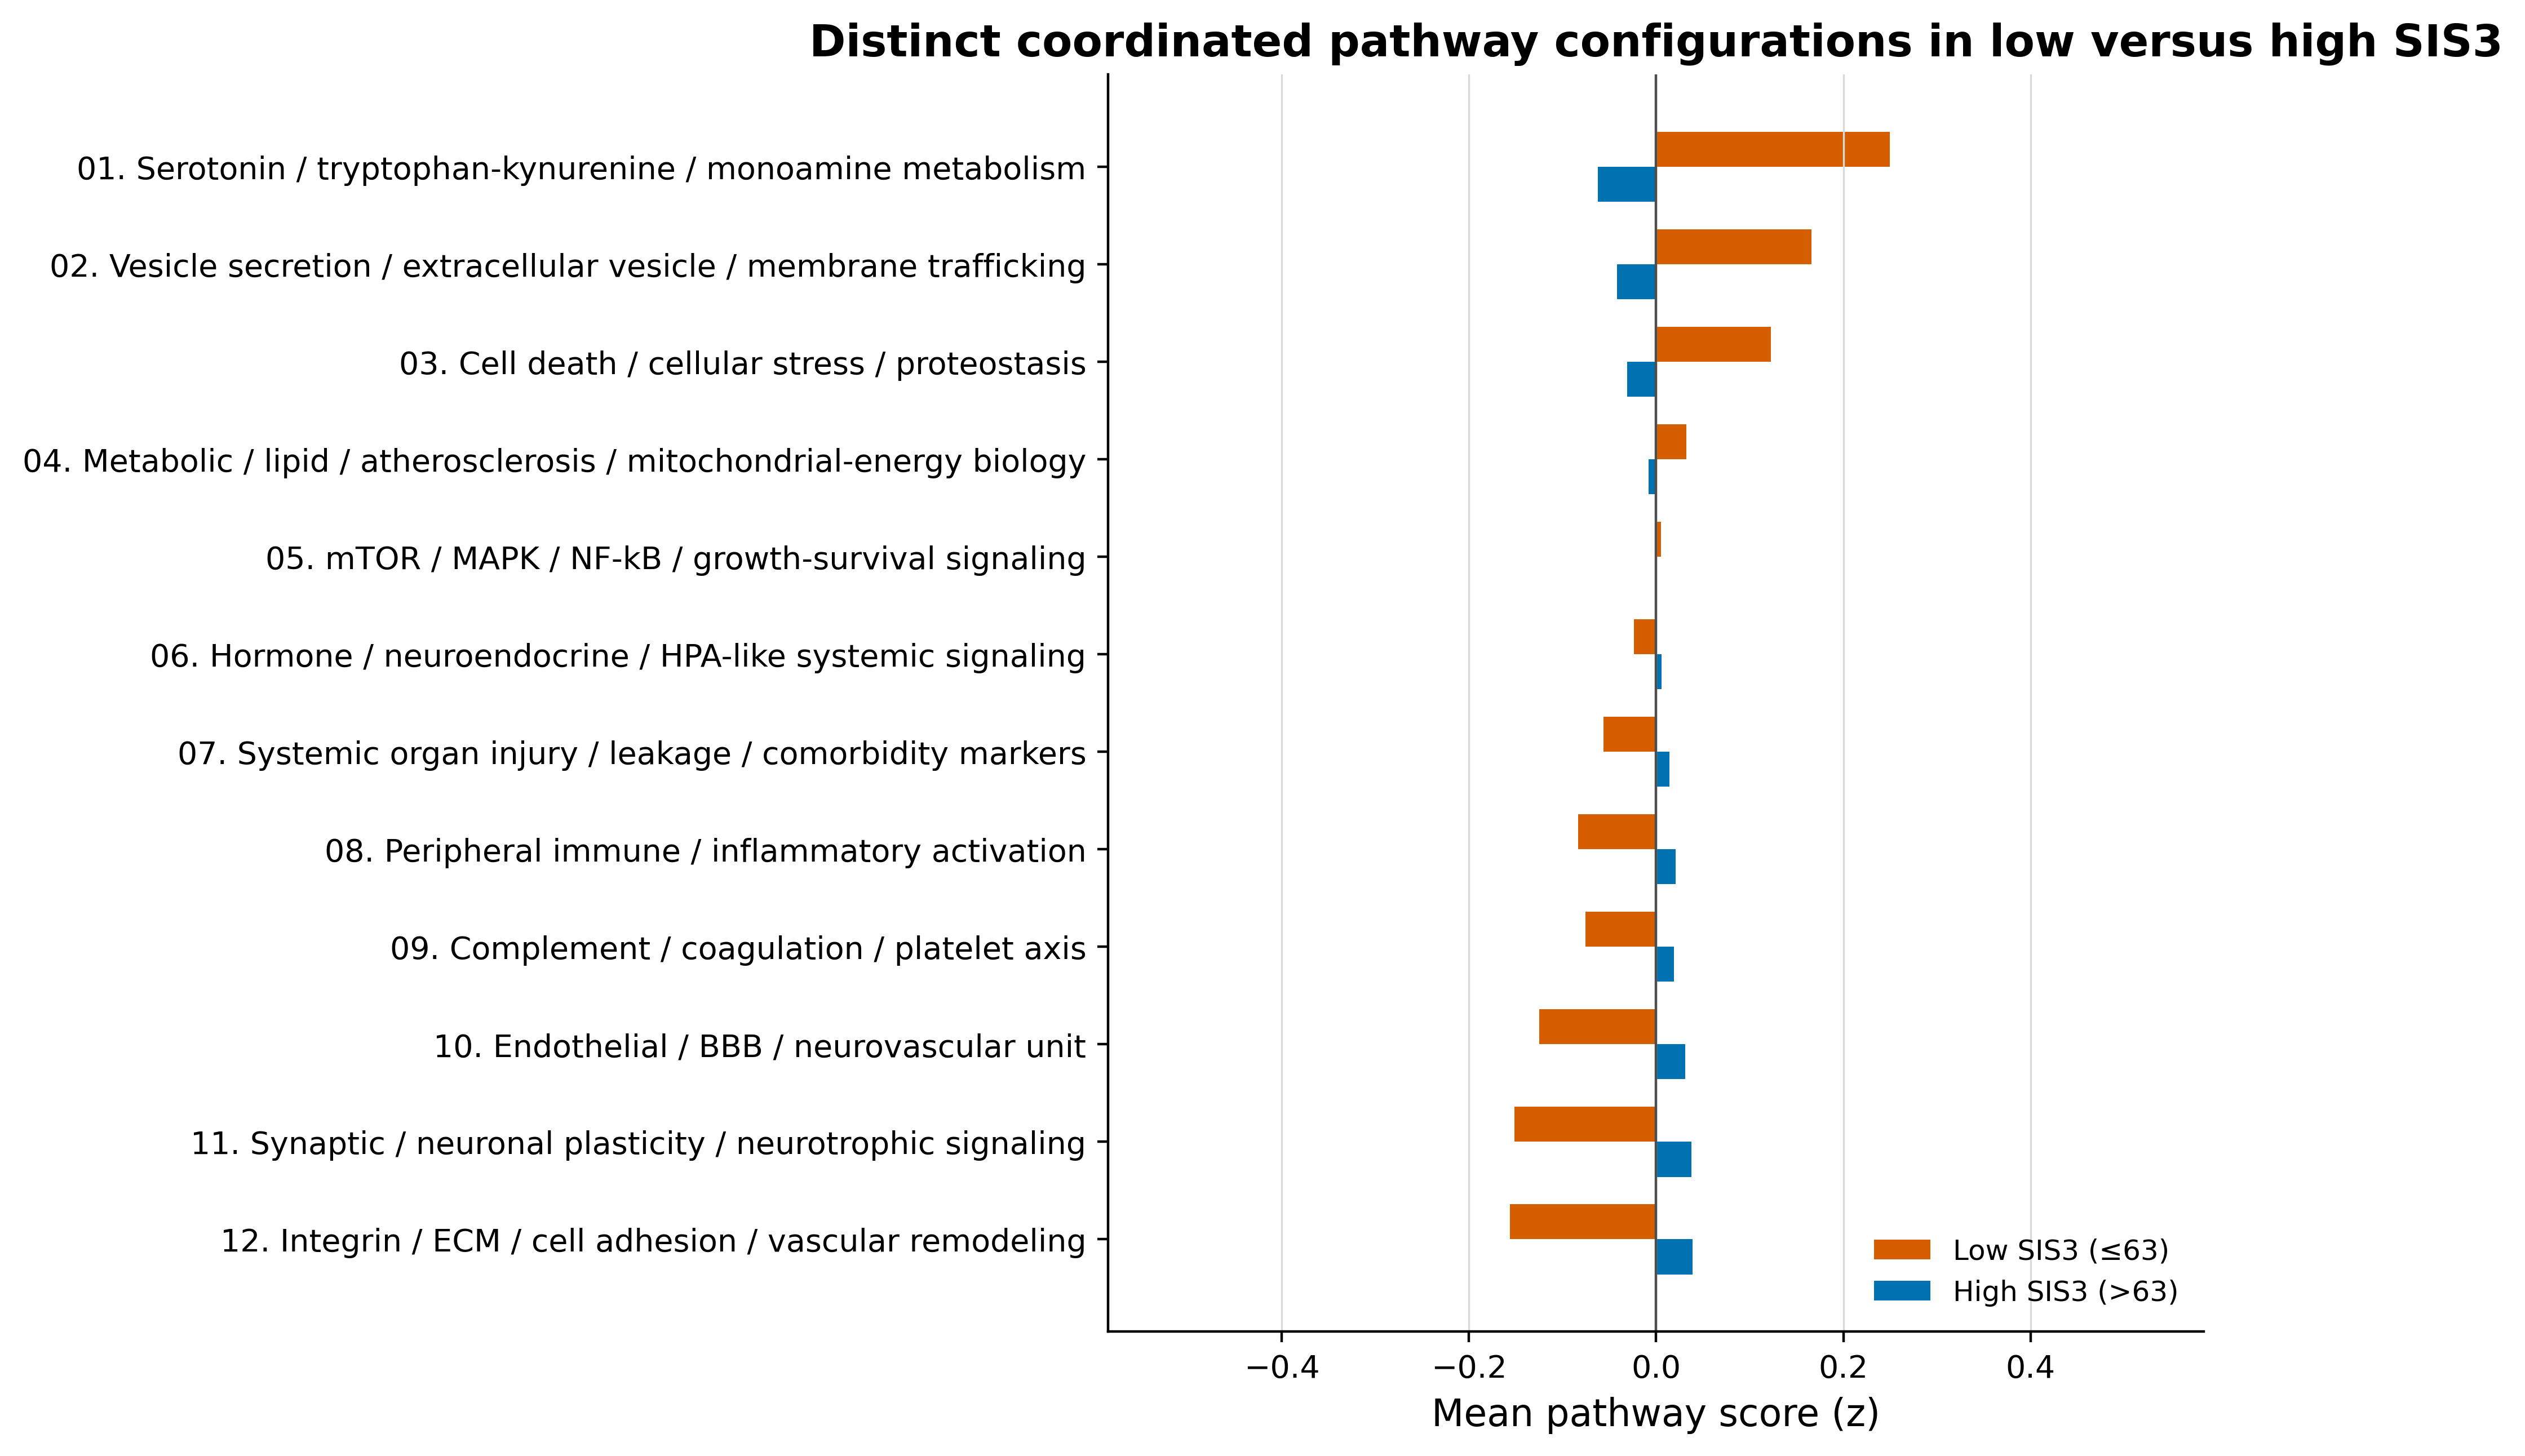 Distinct coordinated pathway configurations in low versus high SIS3
01. Serotonin / tryptophan-kynurenine / monoamine metabolism
02. Vesicle secretion / extracellular vesicle / membrane trafficking
03. Cell death / cellular stress / proteostasis
04. Metabolic / lipid / atherosclerosis / mitochondrial-energy biology
05. mTOR / MAPK / NF-kB / growth-survival signaling
06. Hormone / neuroendocrine / HPA-like systemic signaling
07. Systemic organ injury / leakage / comorbidity markers
08. Peripheral immune / inflammatory activation
09. Complement / coagulation / platelet axis
10. Endothelial / BBB / neurovascular unit
11. Synaptic / neuronal plasticity / neurotrophic signaling
12. Integrin / ECM / cell adhesion / vascular remodeling
Low SIS3 (≤63)
High SIS3 (>63)
−0.4 −0.2 0.0 0.2 0.4
Mean pathway score (z)